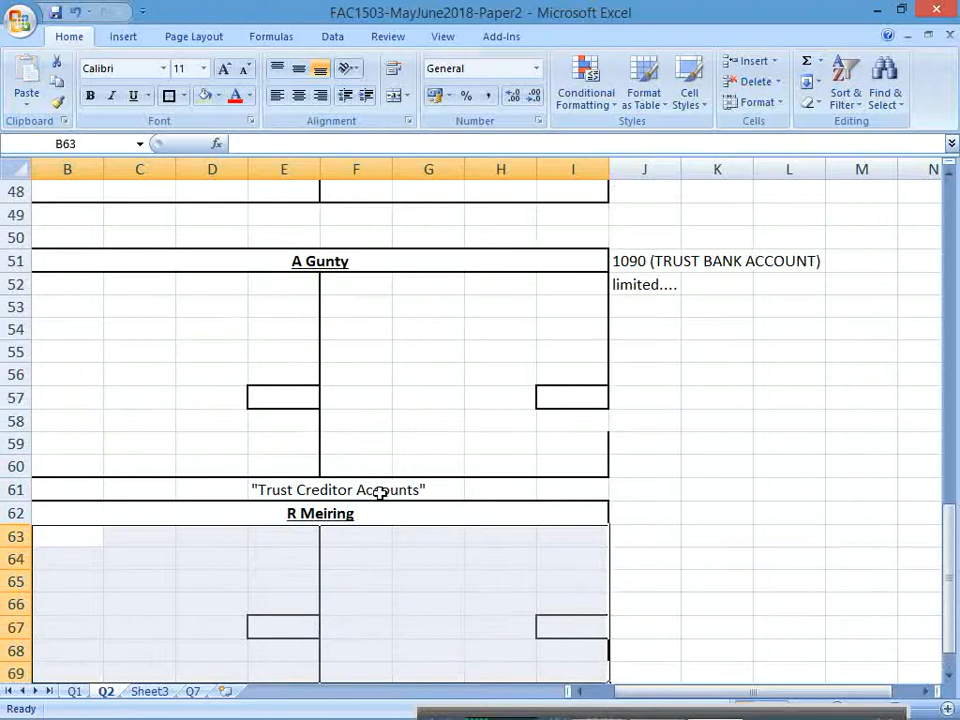 FAC1503-MayJune2018-Paper2 - Microsoft Excel
Home Insert Page Layout Formulas Data Review View Add-Ins
Paste
Clipboard
Calibri 11
B I U
Font
Alignment
General
% ,
Number
Conditional Formatting
Format as Table
Cell Styles
Styles
Insert
Delete
Format
Cells
Sort & Filter
Find & Select
Editing
B63 fx
B C D E F G H I J K L M N
48
49
50
51 A Gunty 1090 (TRUST BANK ACCOUNT)
52 limited....
53
54
55
56
57
58
59
60
61 "Trust Creditor Accounts"
62 R Meiring
63
64
65
66
67
68
69
Q1 Q2 Sheet3 Q7
Ready